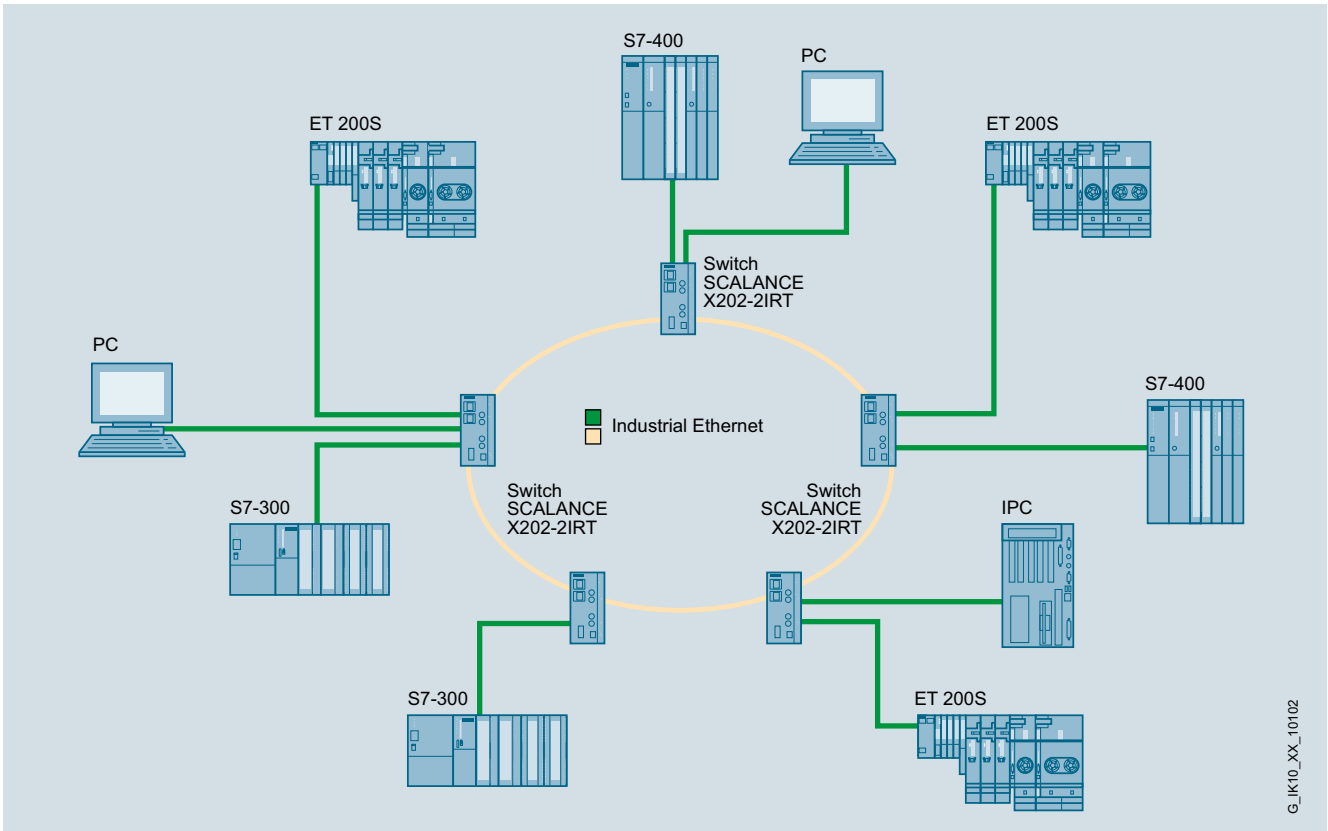 S7-400
PC
ET 200S
ET 200S
Switch
SCALANCE
X202-2IRT
PC
S7-400
Industrial Ethernet
Switch
SCALANCE
X202-2IRT
Switch
SCALANCE
X202-2IRT
S7-300
IPC
S7-300
ET 200S
G_IK10_XX_10102